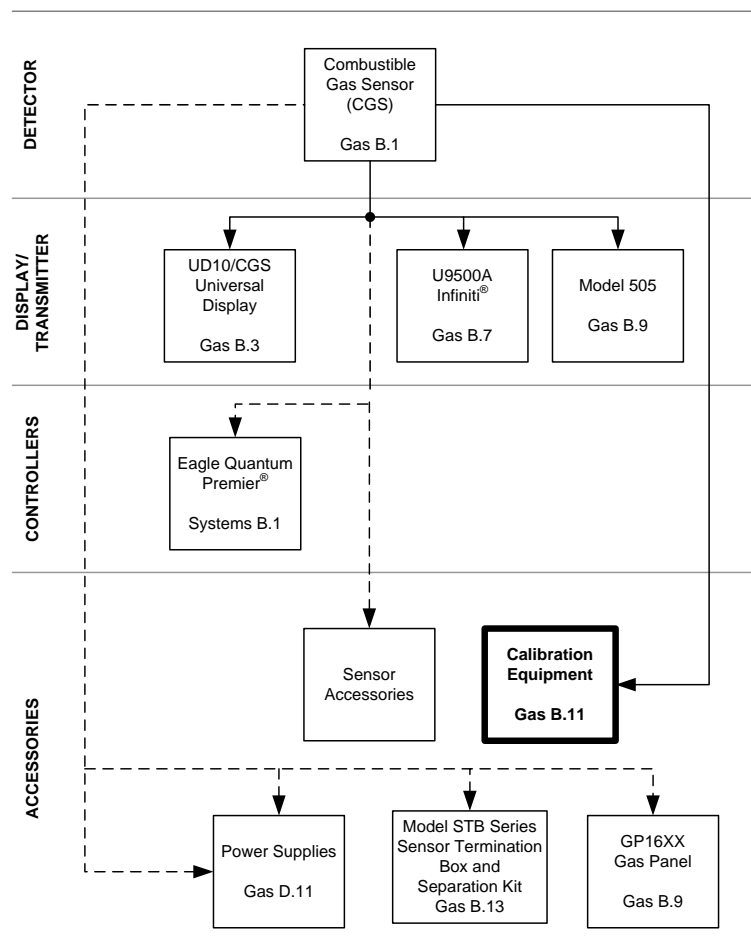 DETECTOR
Combustible
Gas Sensor
(CGS)
Gas B.1
DISPLAY/
TRANSMITTER
UD10/CGS
Universal
Display
Gas B.3
U9500A
Infiniti®
Gas B.7
Model 505
Gas B.9
CONTROLLERS
Eagle Quantum
Premier®
Systems B.1
ACCESSORIES
Sensor
Accessories
Calibration
Equipment
Gas B.11
Power Supplies
Gas D.11
Model STB Series
Sensor Termination
Box and
Separation Kit
Gas B.13
GP16XX
Gas Panel
Gas B.9